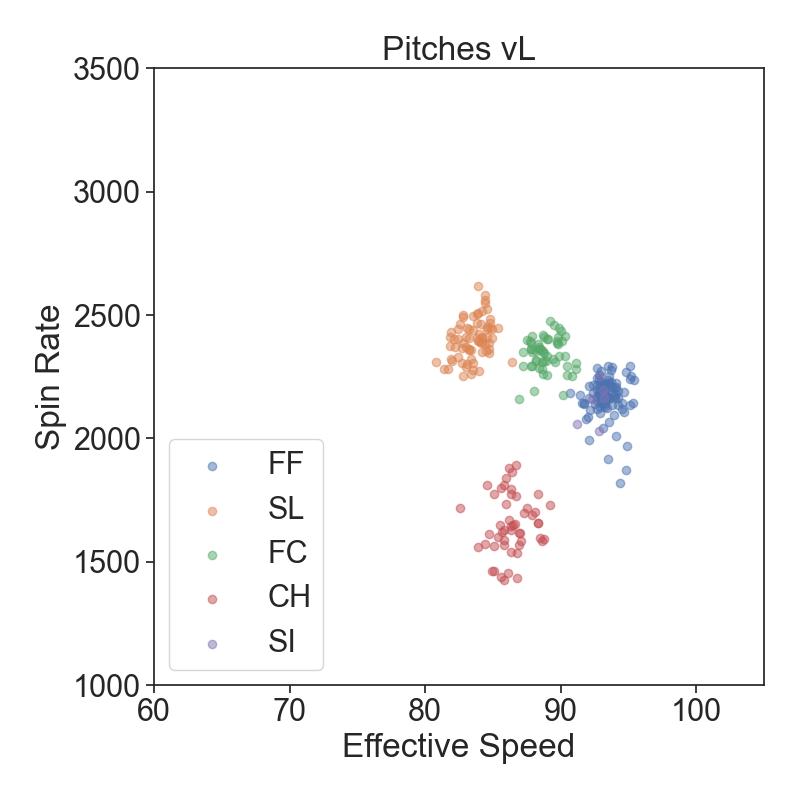 Pitches vL
3500
3000
2500
2000
1500
1000
Spin Rate
FF
SL
FC
CH
SI
60 70 80 90 100
Effective Speed